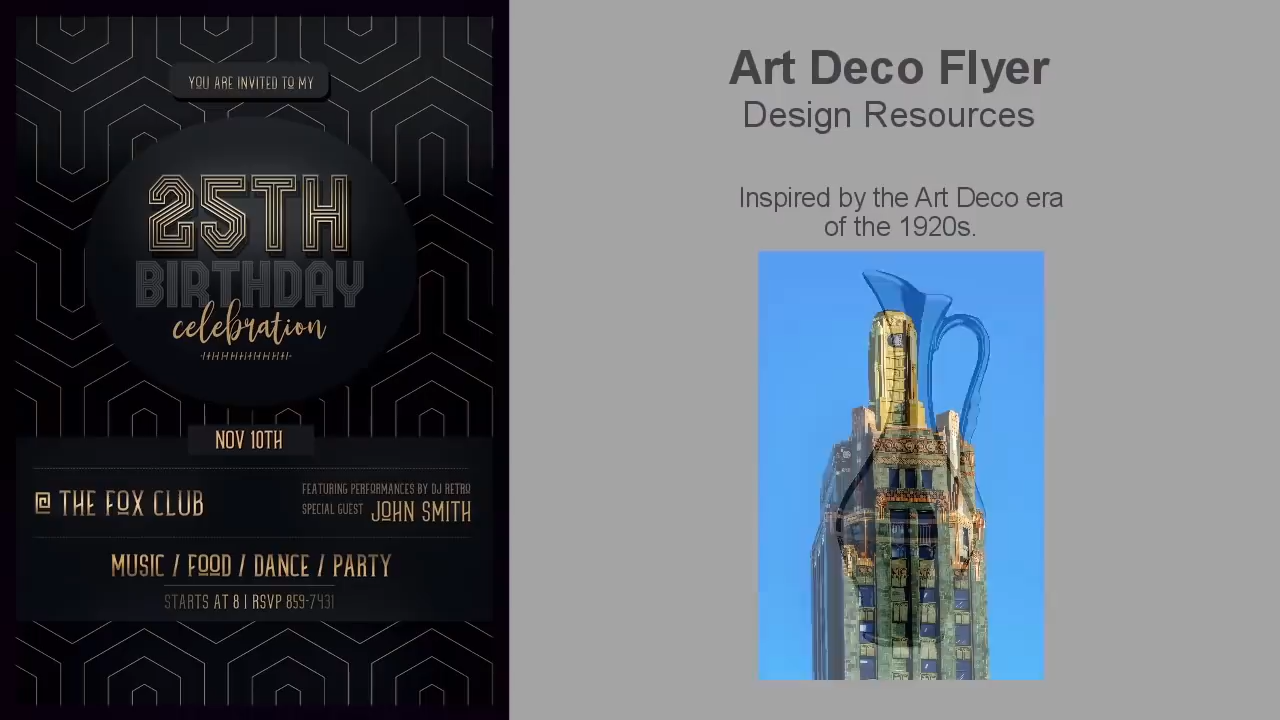 YOU ARE INVITED TO MY
25TH
BIRTHDAY
celebration
NOV 10TH
@ THE FOX CLUB
FEATURING PERFORMANCES BY DJ RETRO
SPECIAL GUEST JOHN SMITH
MUSIC / FOOD / DANCE / PARTY
STARTS AT 8 | RSVP 859-7431
Art Deco Flyer
Design Resources
Inspired by the Art Deco era
of the 1920s.